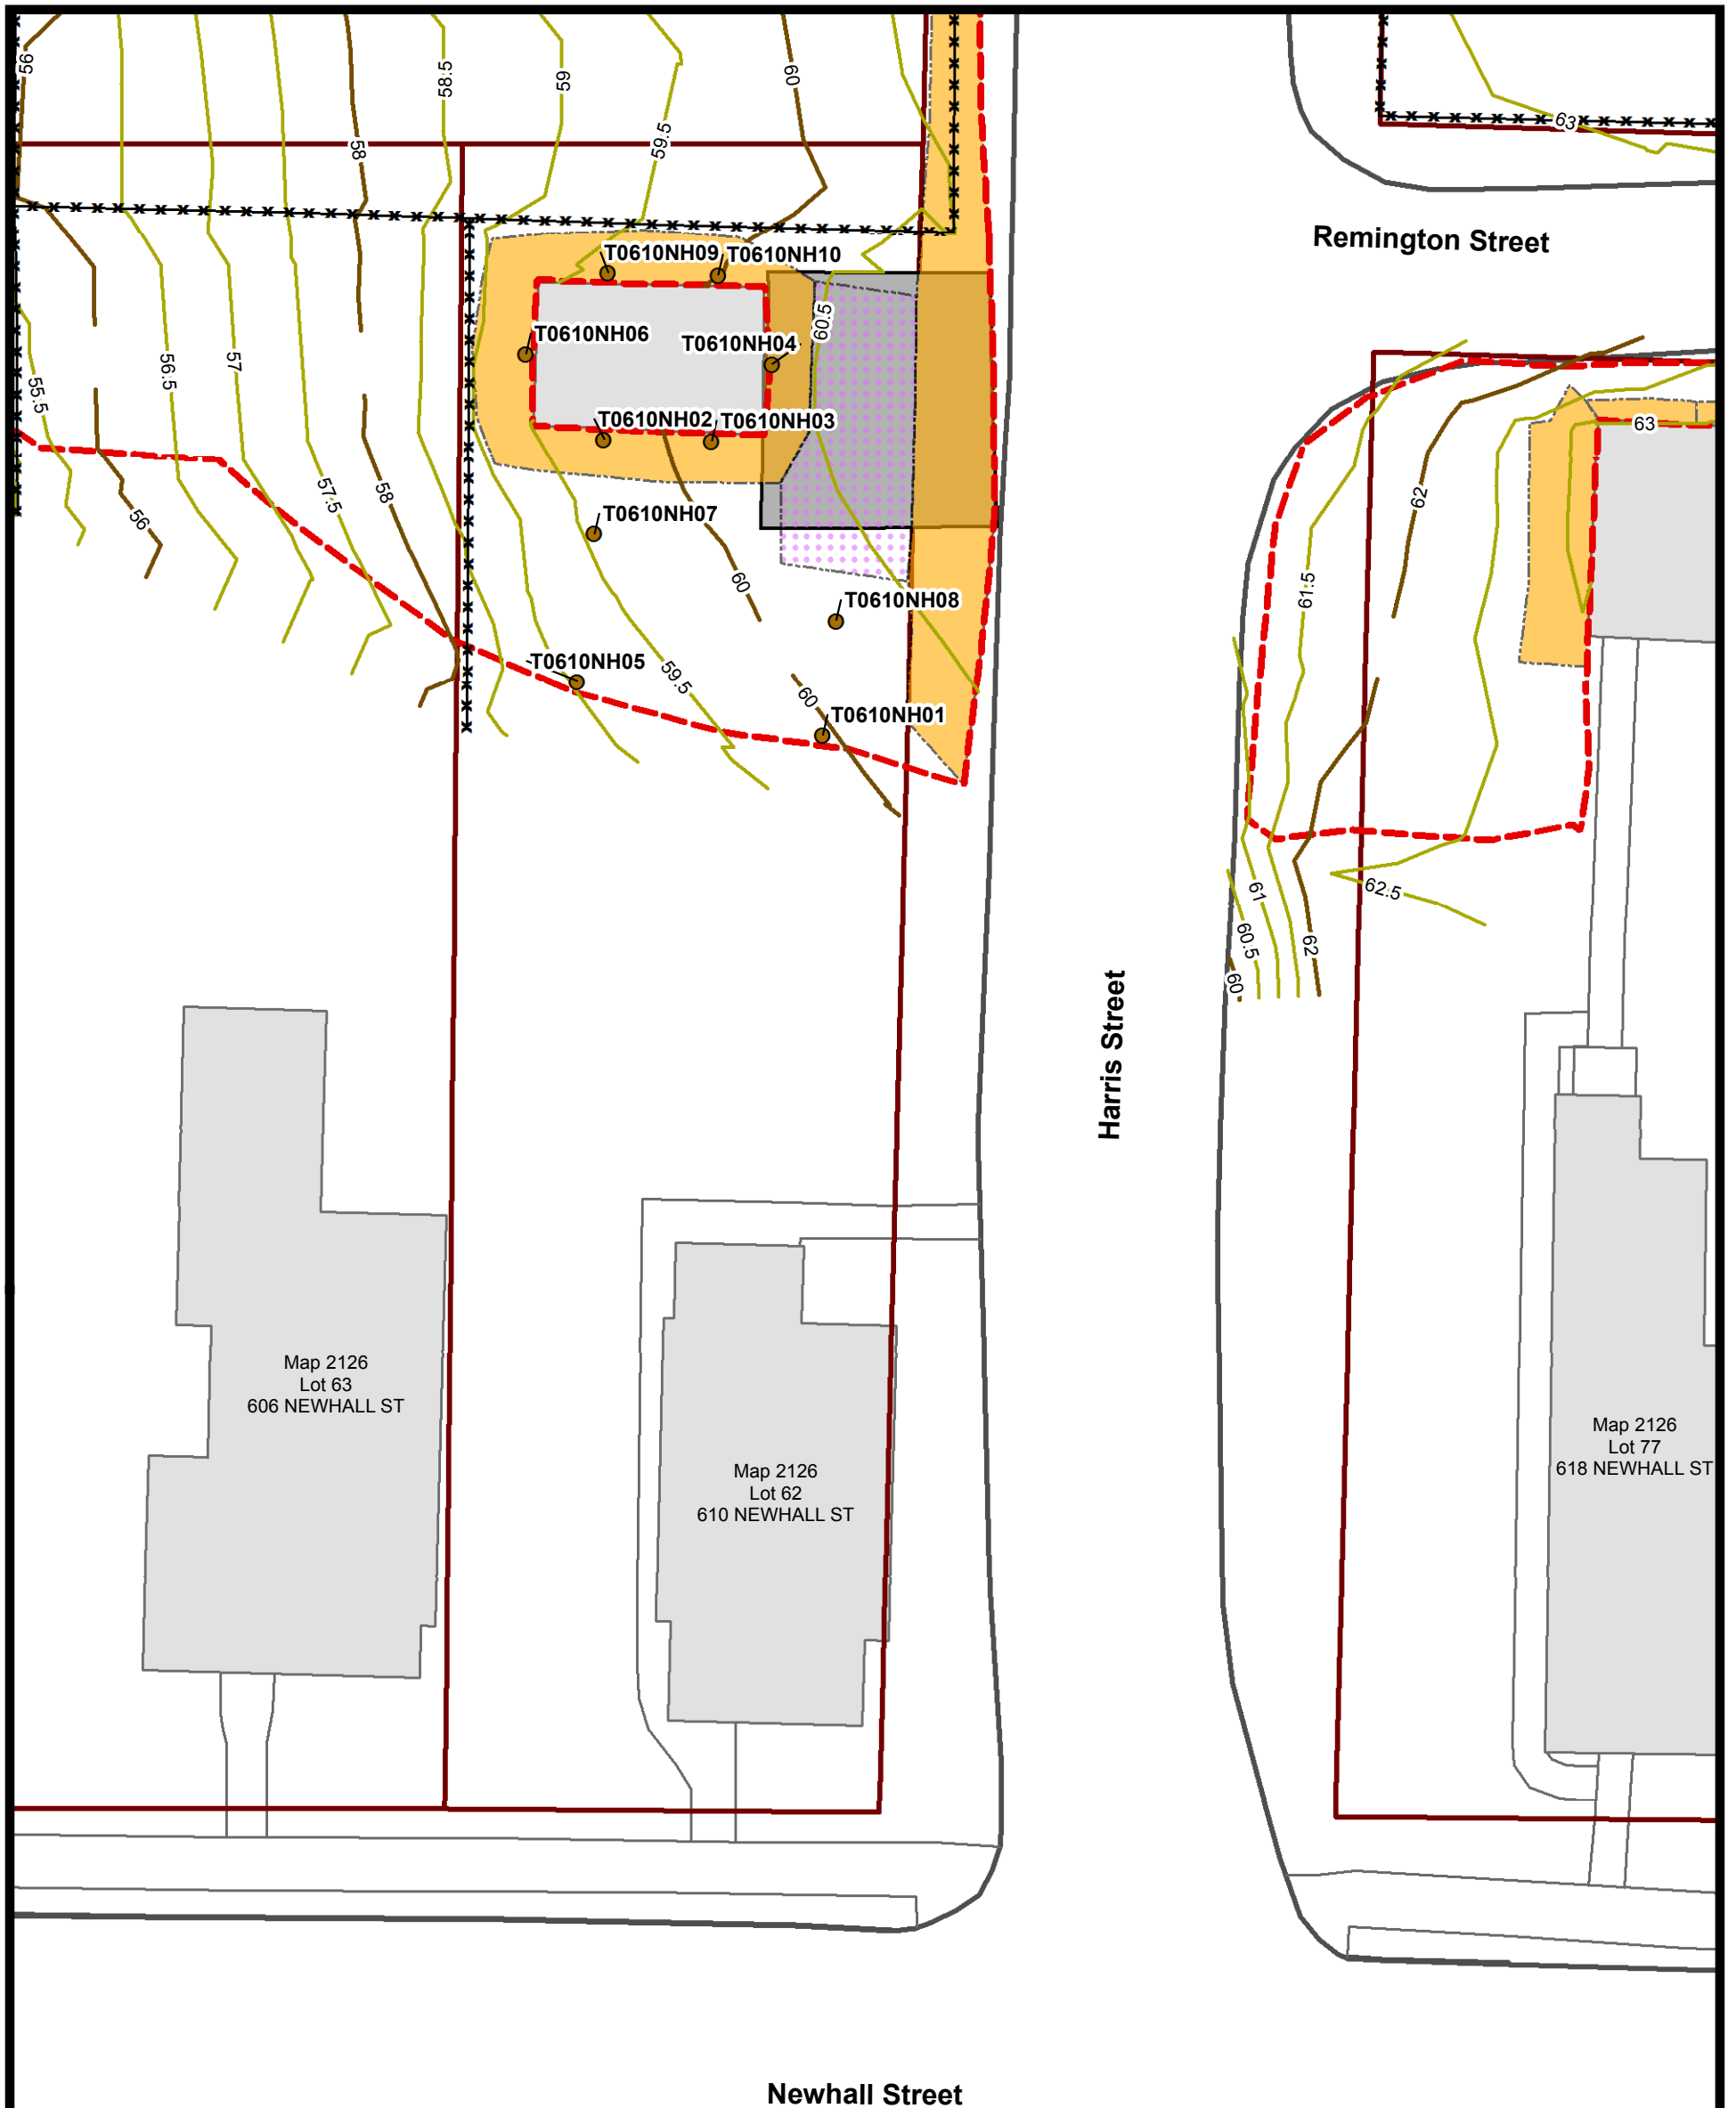 56
58.5
59
60
63
58
59.5
Remington Street
T0610NH09
T0610NH10
60.5
T0610NH06
T0610NH04
55.5
56.5
57
T0610NH02
T0610NH03
63
57.5
58
62
56
T0610NH07
60
61.5
T0610NH08
T0610NH05
59.5
60
T0610NH01
61
62.5
60.5
62
60
Harris Street
Map 2126
Lot 63
606 NEWHALL ST
Map 2126
Lot 62
610 NEWHALL ST
Map 2126
Lot 77
618 NEWHALL ST
Newhall Street